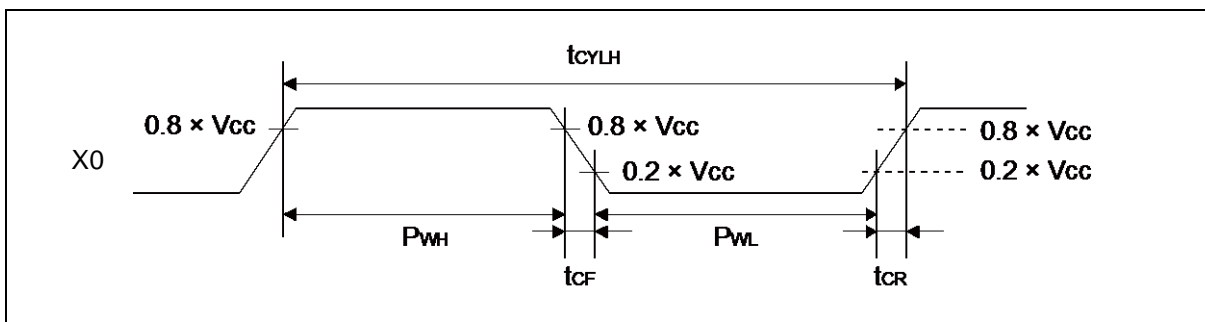 tCYLH
0.8 × Vcc
0.8 × Vcc
0.8 × Vcc
X0
0.2 × Vcc
0.2 × Vcc
PWH
PWL
tCF
tCR